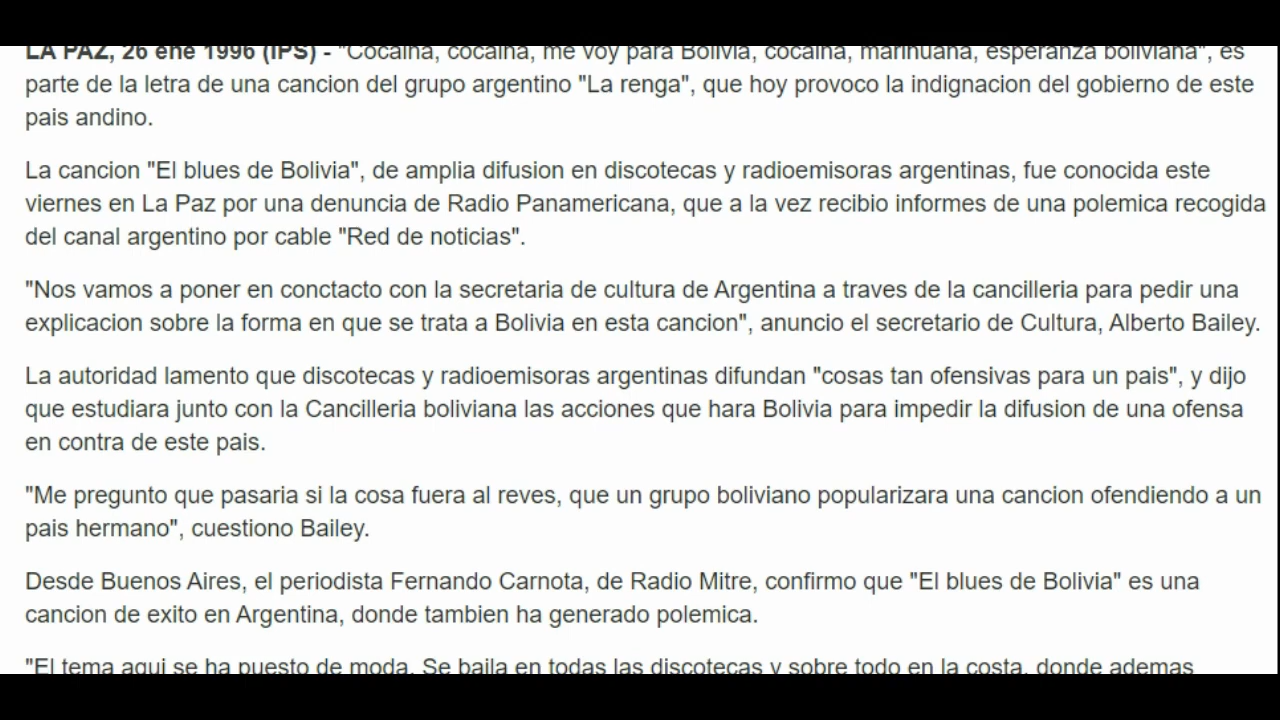 LA PAZ, 26 ene 1996 (IPS) - "Cocaina, cocaina, me voy para Bolivia, cocaina, marihuana, esperanza boliviana", es
parte de la letra de una cancion del grupo argentino "La renga", que hoy provoco la indignacion del gobierno de este
pais andino.
La cancion "El blues de Bolivia", de amplia difusion en discotecas y radioemisoras argentinas, fue conocida este
viernes en La Paz por una denuncia de Radio Panamericana, que a la vez recibio informes de una polemica recogida
del canal argentino por cable "Red de noticias".
"Nos vamos a poner en conctacto con la secretaria de cultura de Argentina a traves de la cancilleria para pedir una
explicacion sobre la forma en que se trata a Bolivia en esta cancion", anuncio el secretario de Cultura, Alberto Bailey.
La autoridad lamento que discotecas y radioemisoras argentinas difundan "cosas tan ofensivas para un pais", y dijo
que estudiara junto con la Cancilleria boliviana las acciones que hara Bolivia para impedir la difusion de una ofensa
en contra de este pais.
"Me pregunto que pasaria si la cosa fuera al reves, que un grupo boliviano popularizara una cancion ofendiendo a un
pais hermano", cuestiono Bailey.
Desde Buenos Aires, el periodista Fernando Carnota, de Radio Mitre, confirmo que "El blues de Bolivia" es una
cancion de exito en Argentina, donde tambien ha generado polemica.
"El tema aqui se ha puesto de moda. Se baila en todas las discotecas y sobre todo en la costa, donde ademas